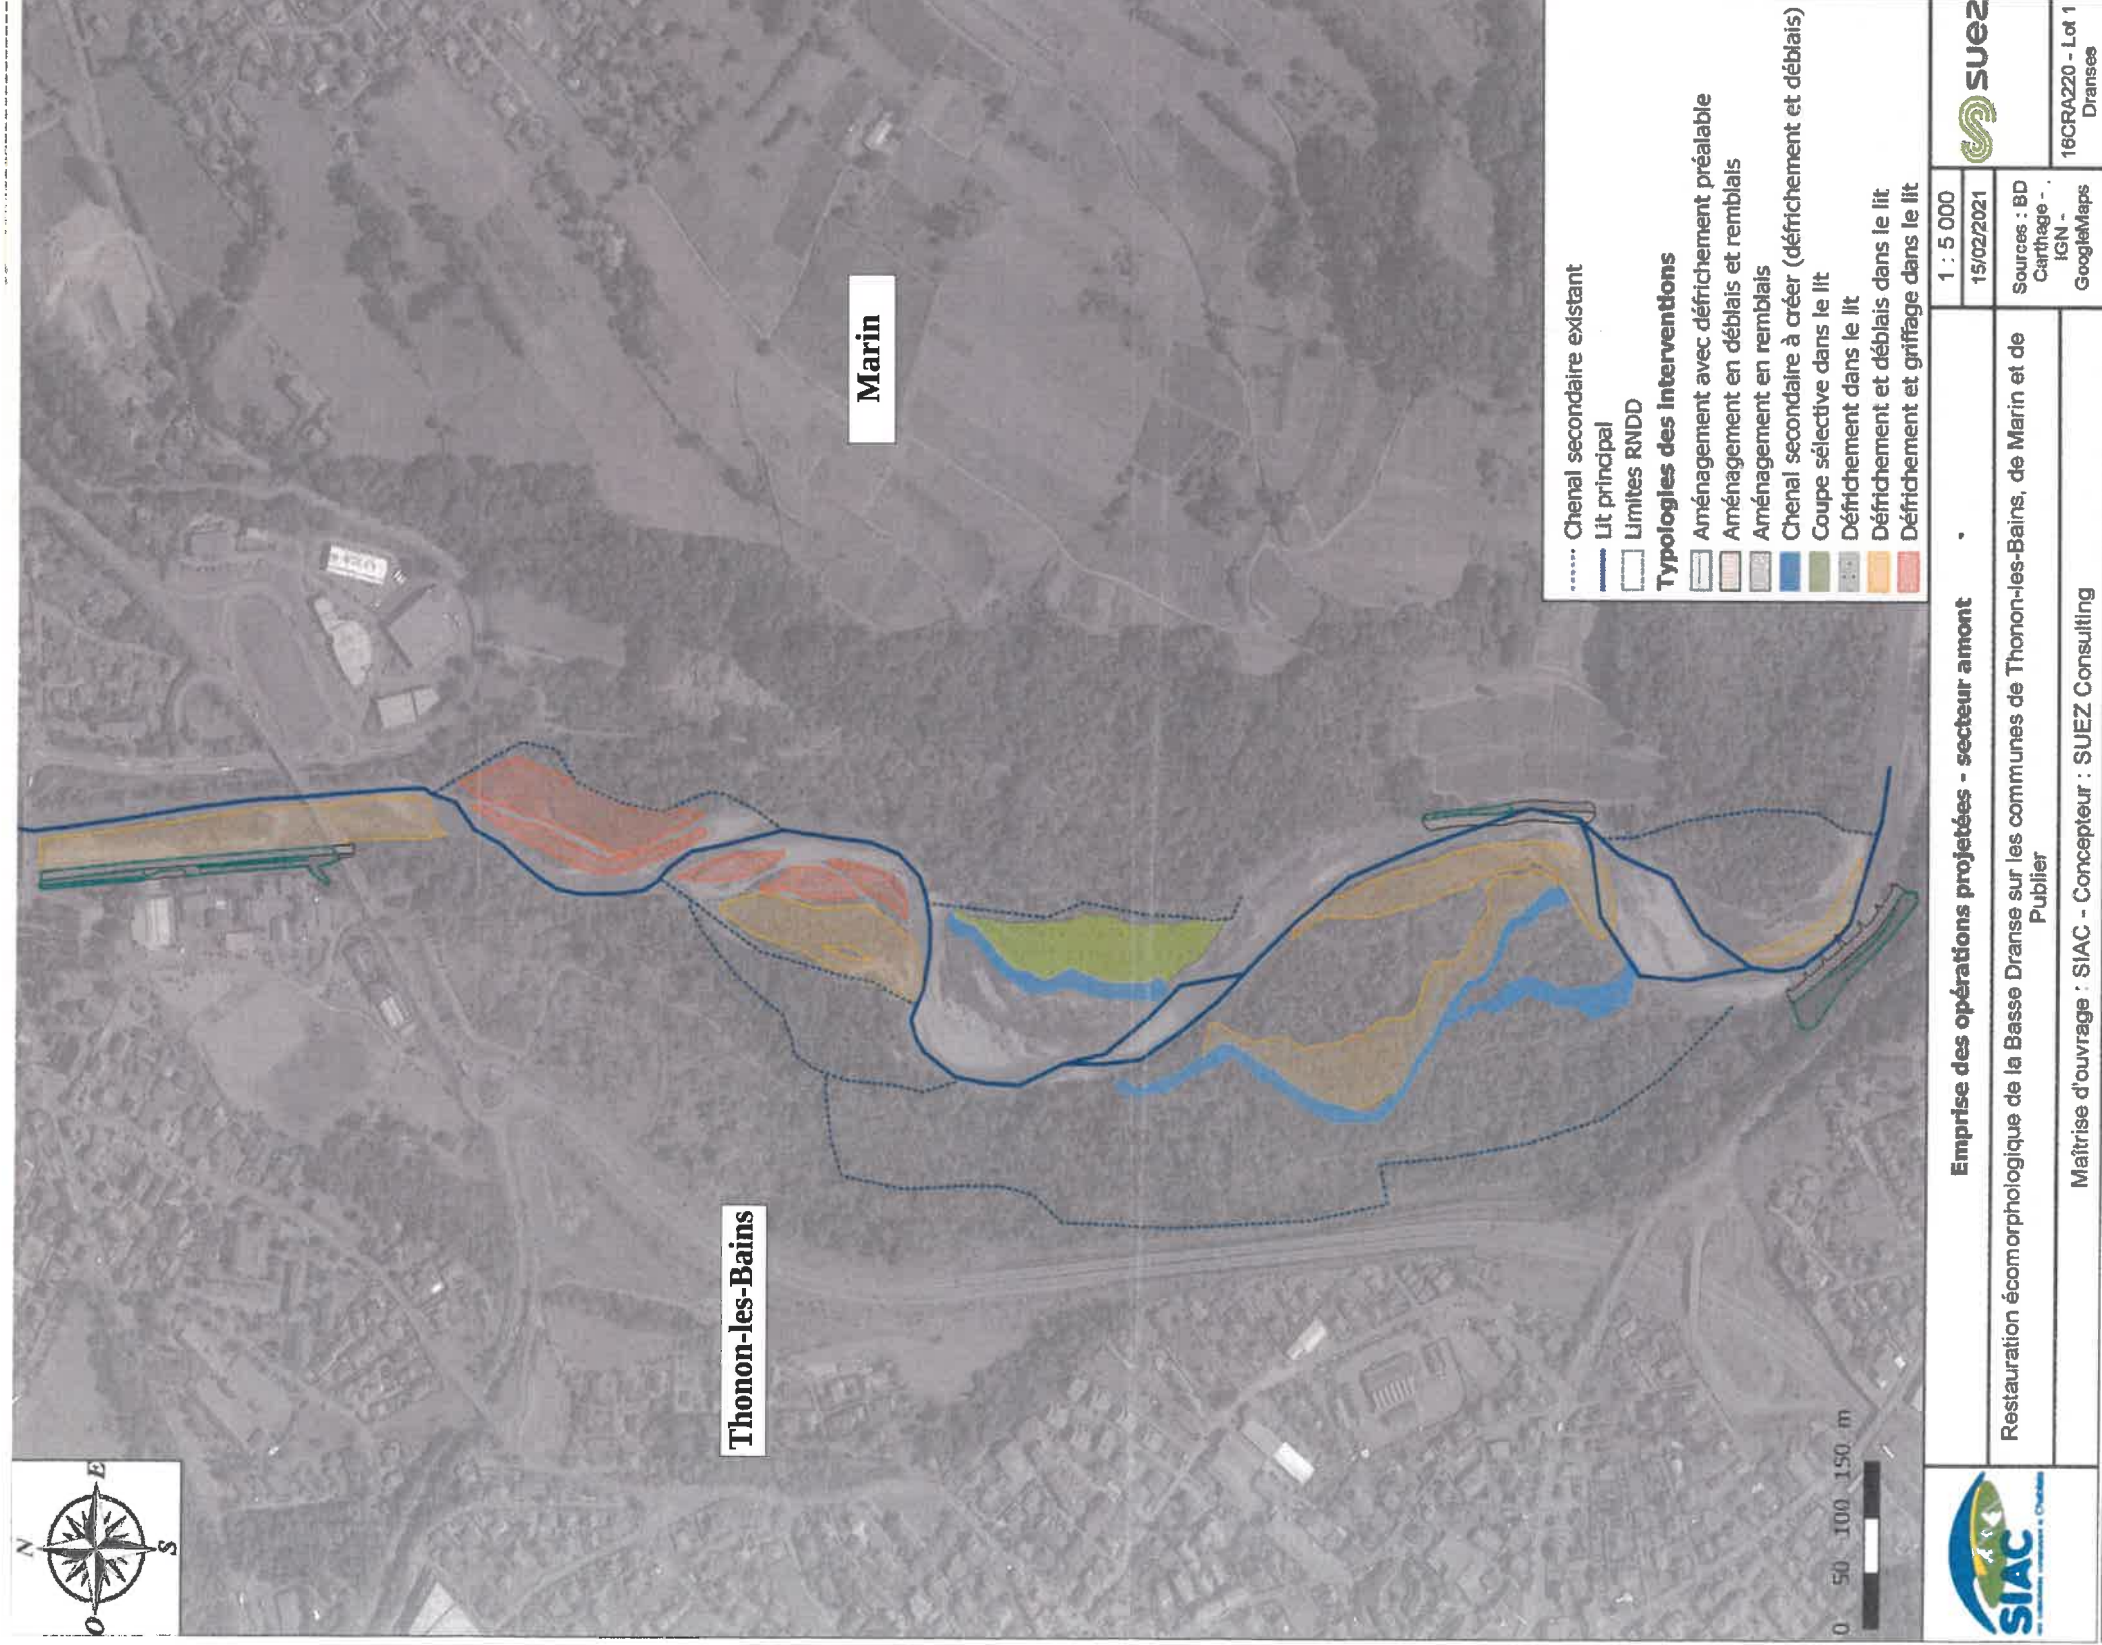 N
E
S
O
Thonon-les-Bains
Marin
Chenal secondaire existant
Lit principal
Limites RNDD
Typologies des interventions
Aménagement avec défrichement préalable
Aménagement en déblais et remblais
Aménagement en remblais
Chenal secondaire à créer (défrichement et déblais)
Coupe sélective dans le lit
Défrichement dans le lit
Défrichement et déblais dans le lit
Défrichement et griffage dans le lit
0 50 100 150 m
SIAC
Emprise des opérations projetées - secteur amont
Restauration écomorphologique de la Basse Dranse sur les communes de Thonon-les-Bains, de Marin et de
Publier
Maîtrise d'ouvrage : SIAC - Concepteur : SUEZ Consulting
1 : 5 000
15/02/2021
Sources : BD
Carthage - .
IGN -
GoogleMaps
suez
16CRA220 - Lot 1
Dranses